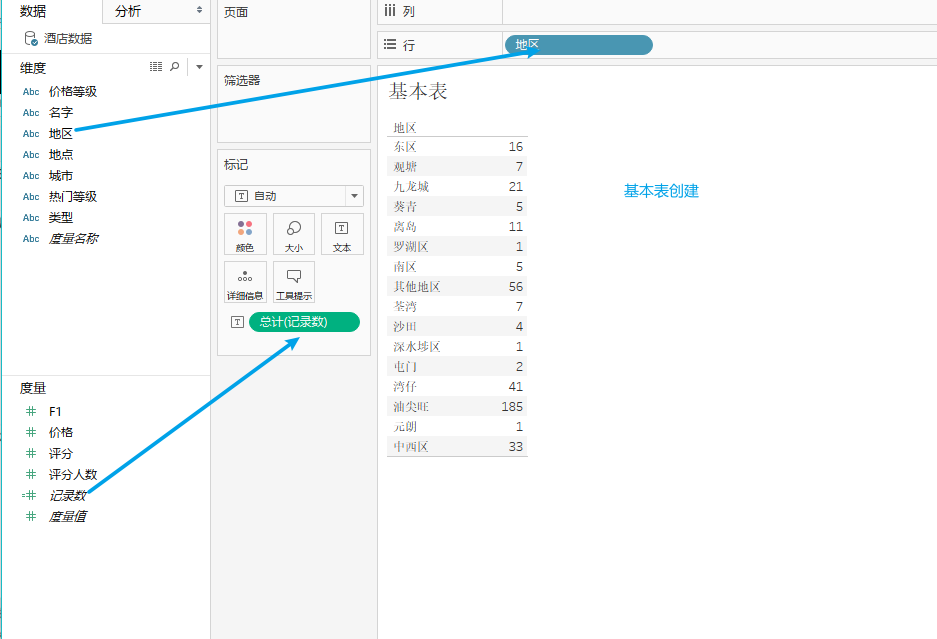 数据
分析
酒店数据
维度
Abc 价格等级
Abc 名字
Abc 地区
Abc 地点
Abc 城市
Abc 热门等级
Abc 类型
Abc 度量名称
度量
F1
价格
评分
评分人数
记录数
度量值
页面
筛选器
标记
自动
颜色
大小
文本
详细信息
工具提示
总计(记录数)
列
行
地区
基本表
地区
东区 16
观塘 7
九龙城 21
葵青 5
离岛 11
罗湖区 1
南区 5
其他地区 56
荃湾 7
沙田 4
深水埗区 1
屯门 2
湾仔 41
油尖旺 185
元朗 1
中西区 33
基本表创建